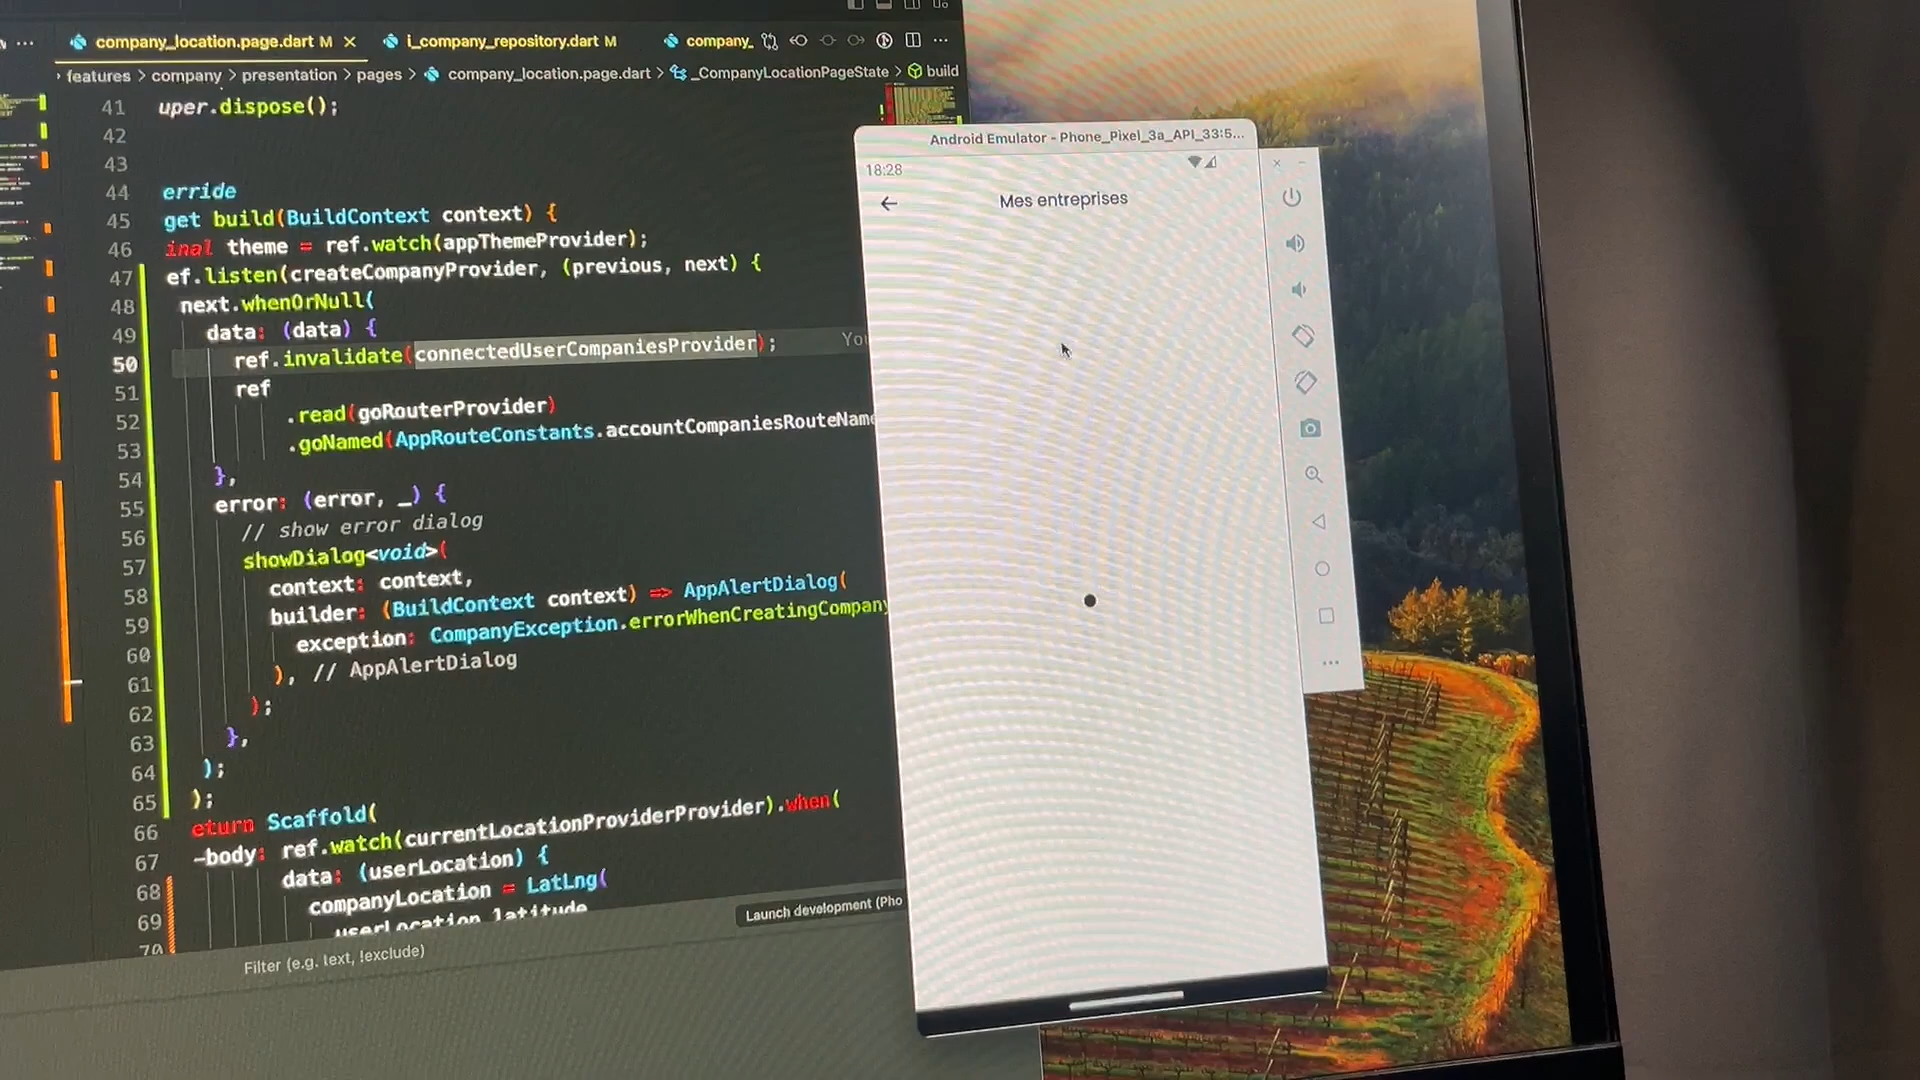 company_location.page.dart M
i_company_repository.dart M
company_
features > company > presentation > pages > company_location.page.dart > _CompanyLocationPageState > build
41 uper.dispose();
42
43
44 erride
45 get build(BuildContext context) {
46 inal theme = ref.watch(appThemeProvider);
47 ef.listen(createCompanyProvider, (previous, next) {
48 next.whenOrNull(
49 data: (data) {
50 ref.invalidate(connectedUserCompaniesProvider); You
51 ref
52 .read(goRouterProvider)
53 .goNamed(AppRouteConstants.accountCompaniesRouteName
54 },
55 error: (error, _) {
56 // show error dialog
57 showDialog<void>(
58 context: context,
59 builder: (BuildContext context) => AppAlertDialog(
60 exception: CompanyException.errorWhenCreatingCompany
61 ), // AppAlertDialog
62 );
63 },
64 );
65 );
66 eturn Scaffold(
67 body: ref.watch(currentLocationProviderProvider).when(
68 data: (userLocation) {
69 companyLocation = LatLng(
70 userLocation.latitude
Launch development (Pho
Filter (e.g. text, !exclude)
Android Emulator - Phone_Pixel_3a_API_33:5...
18:28
Mes entreprises